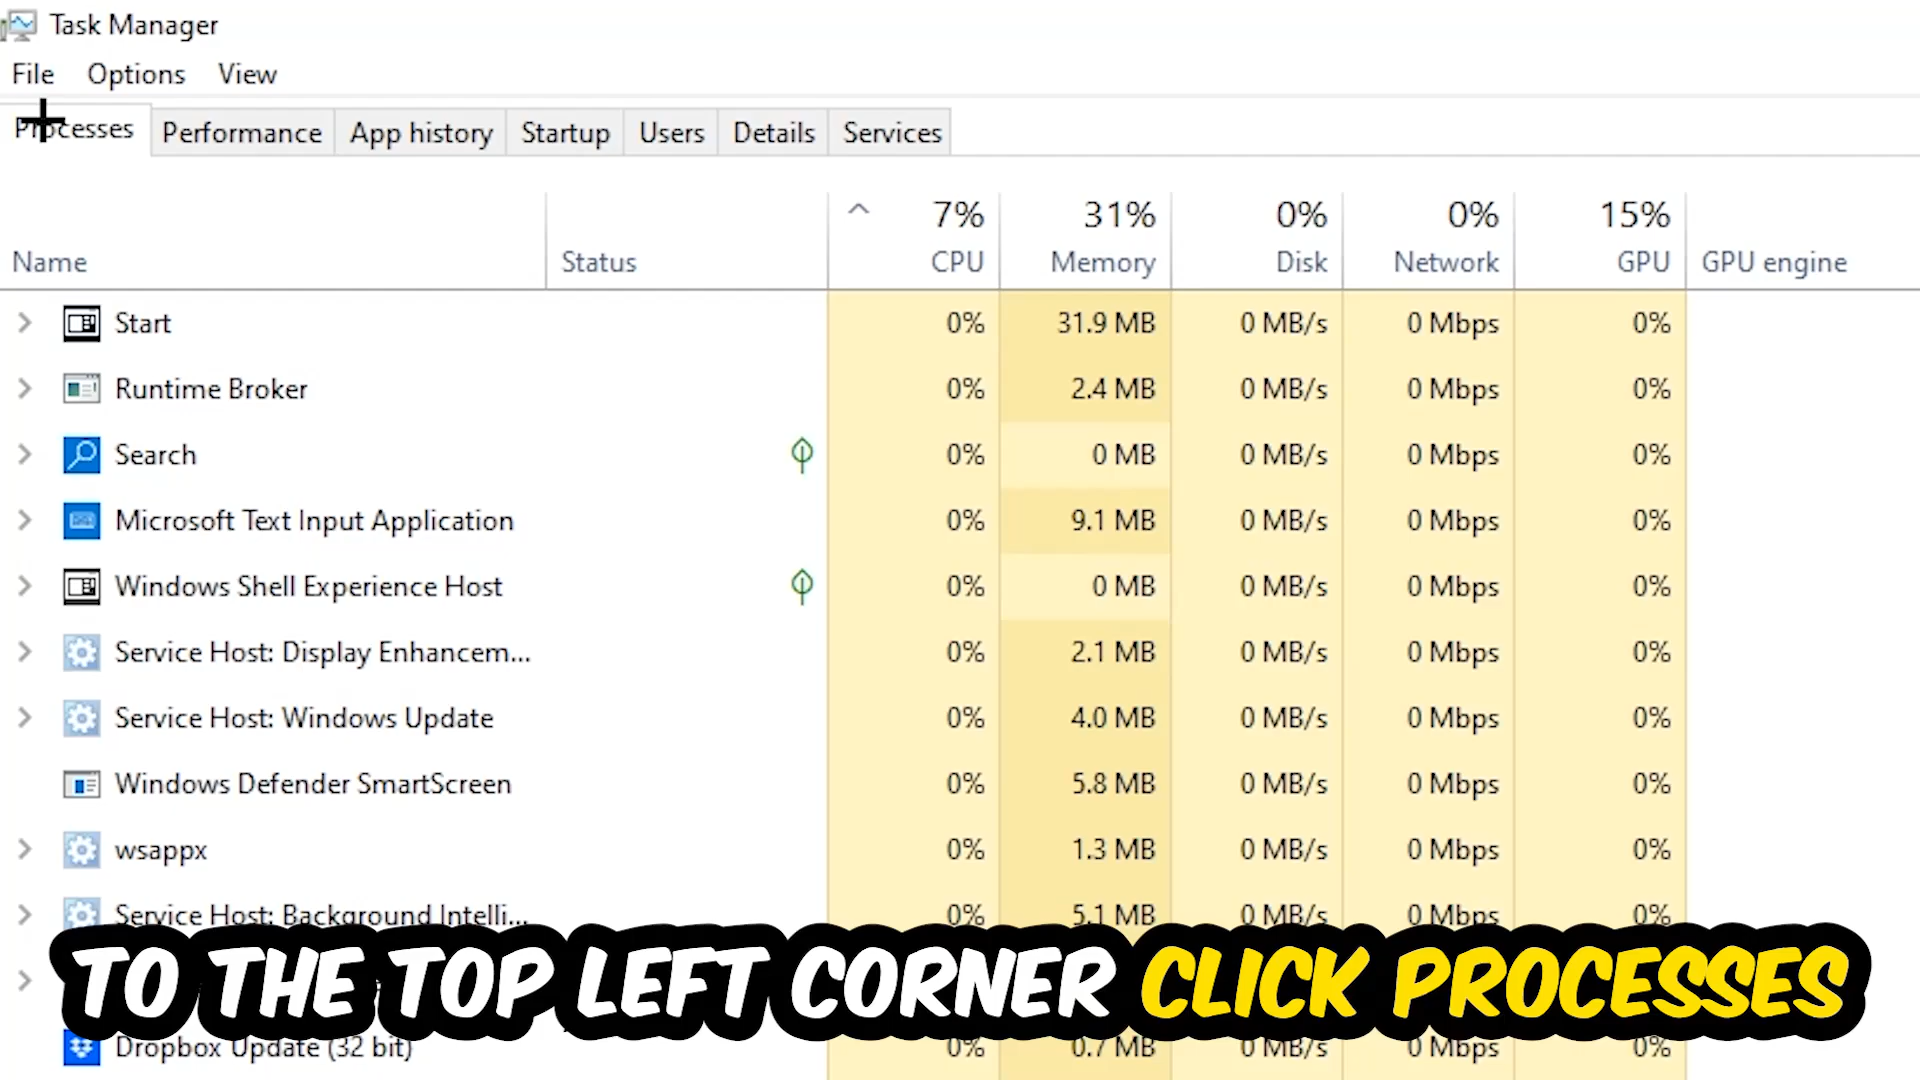 Task Manager
File Options View
Processes Performance App history Startup Users Details Services
7% 31% 0% 0% 15%
Name Status CPU Memory Disk Network GPU GPU engine
Start 0% 31.9 MB 0 MB/s 0 Mbps 0%
Runtime Broker 0% 2.4 MB 0 MB/s 0 Mbps 0%
Search 0% 0 MB 0 MB/s 0 Mbps 0%
Microsoft Text Input Application 0% 9.1 MB 0 MB/s 0 Mbps 0%
Windows Shell Experience Host 0% 0 MB 0 MB/s 0 Mbps 0%
Service Host: Display Enhancem... 0% 2.1 MB 0 MB/s 0 Mbps 0%
Service Host: Windows Update 0% 4.0 MB 0 MB/s 0 Mbps 0%
Windows Defender SmartScreen 0% 5.8 MB 0 MB/s 0 Mbps 0%
wsappx 0% 1.3 MB 0 MB/s 0 Mbps 0%
Service Host: Background Intelli... 0% 5.1 MB 0 MB/s 0 Mbps 0%
TO THE TOP LEFT CORNER CLICK PROCESSES
Dropbox Update (32 bit) 0% 0.7 MB 0 MB/s 0 Mbps 0%